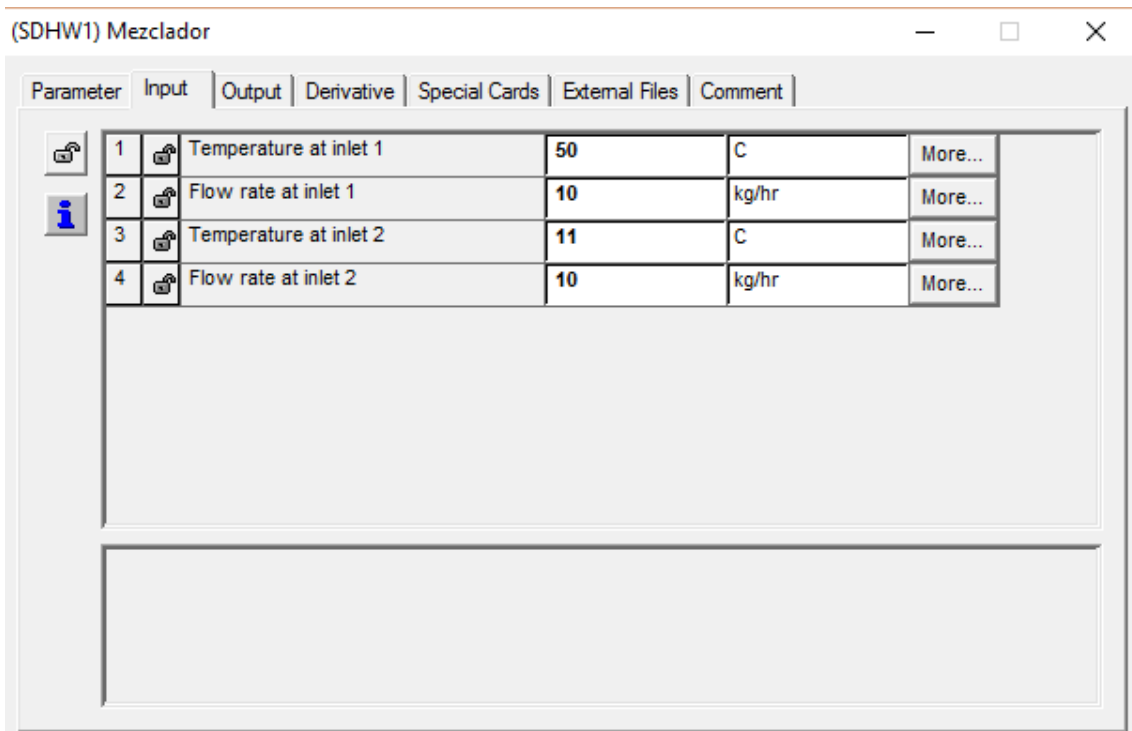 (SDHW1) Mezclador
Parameter Input Output Derivative Special Cards External Files Comment
1 Temperature at inlet 1 50 C More...
2 Flow rate at inlet 1 10 kg/hr More...
3 Temperature at inlet 2 11 C More...
4 Flow rate at inlet 2 10 kg/hr More...
i